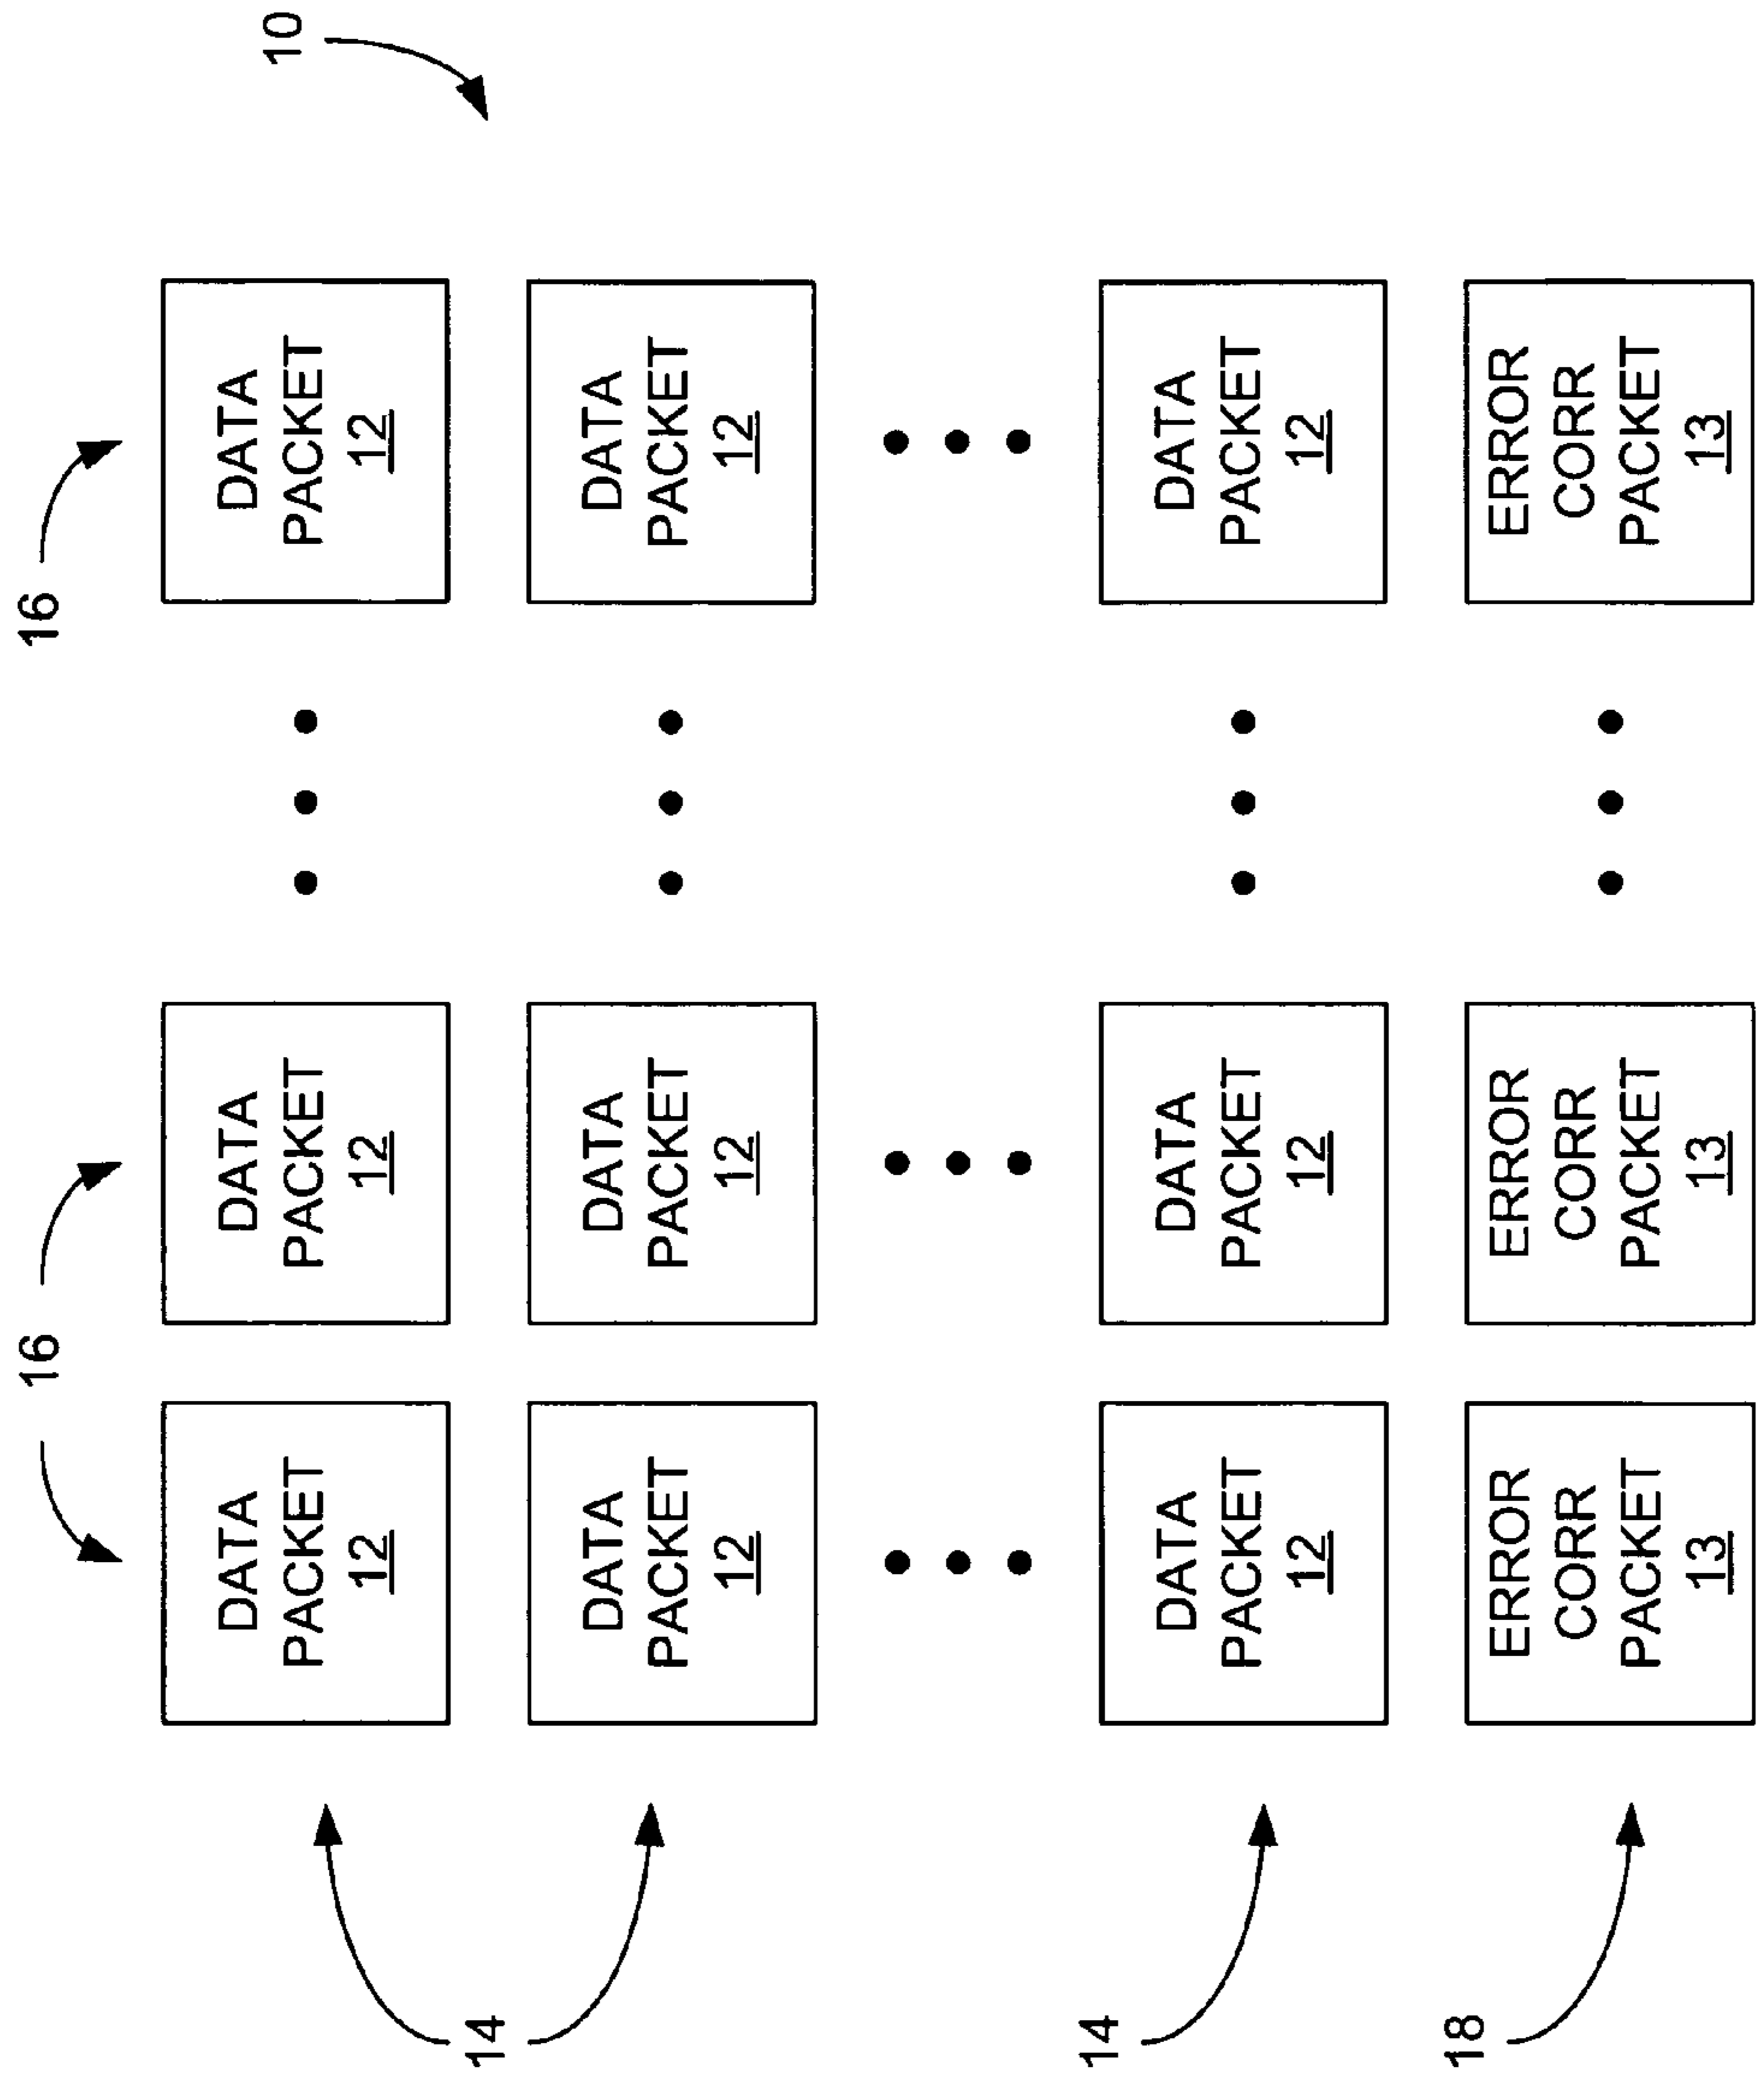 16
16
10
DATA
PACKET
12
DATA
PACKET
12
DATA
PACKET
12
14
DATA
PACKET
12
DATA
PACKET
12
DATA
PACKET
12
14
DATA
PACKET
12
DATA
PACKET
12
DATA
PACKET
12
18
ERROR
CORR
PACKET
13
ERROR
CORR
PACKET
13
ERROR
CORR
PACKET
13